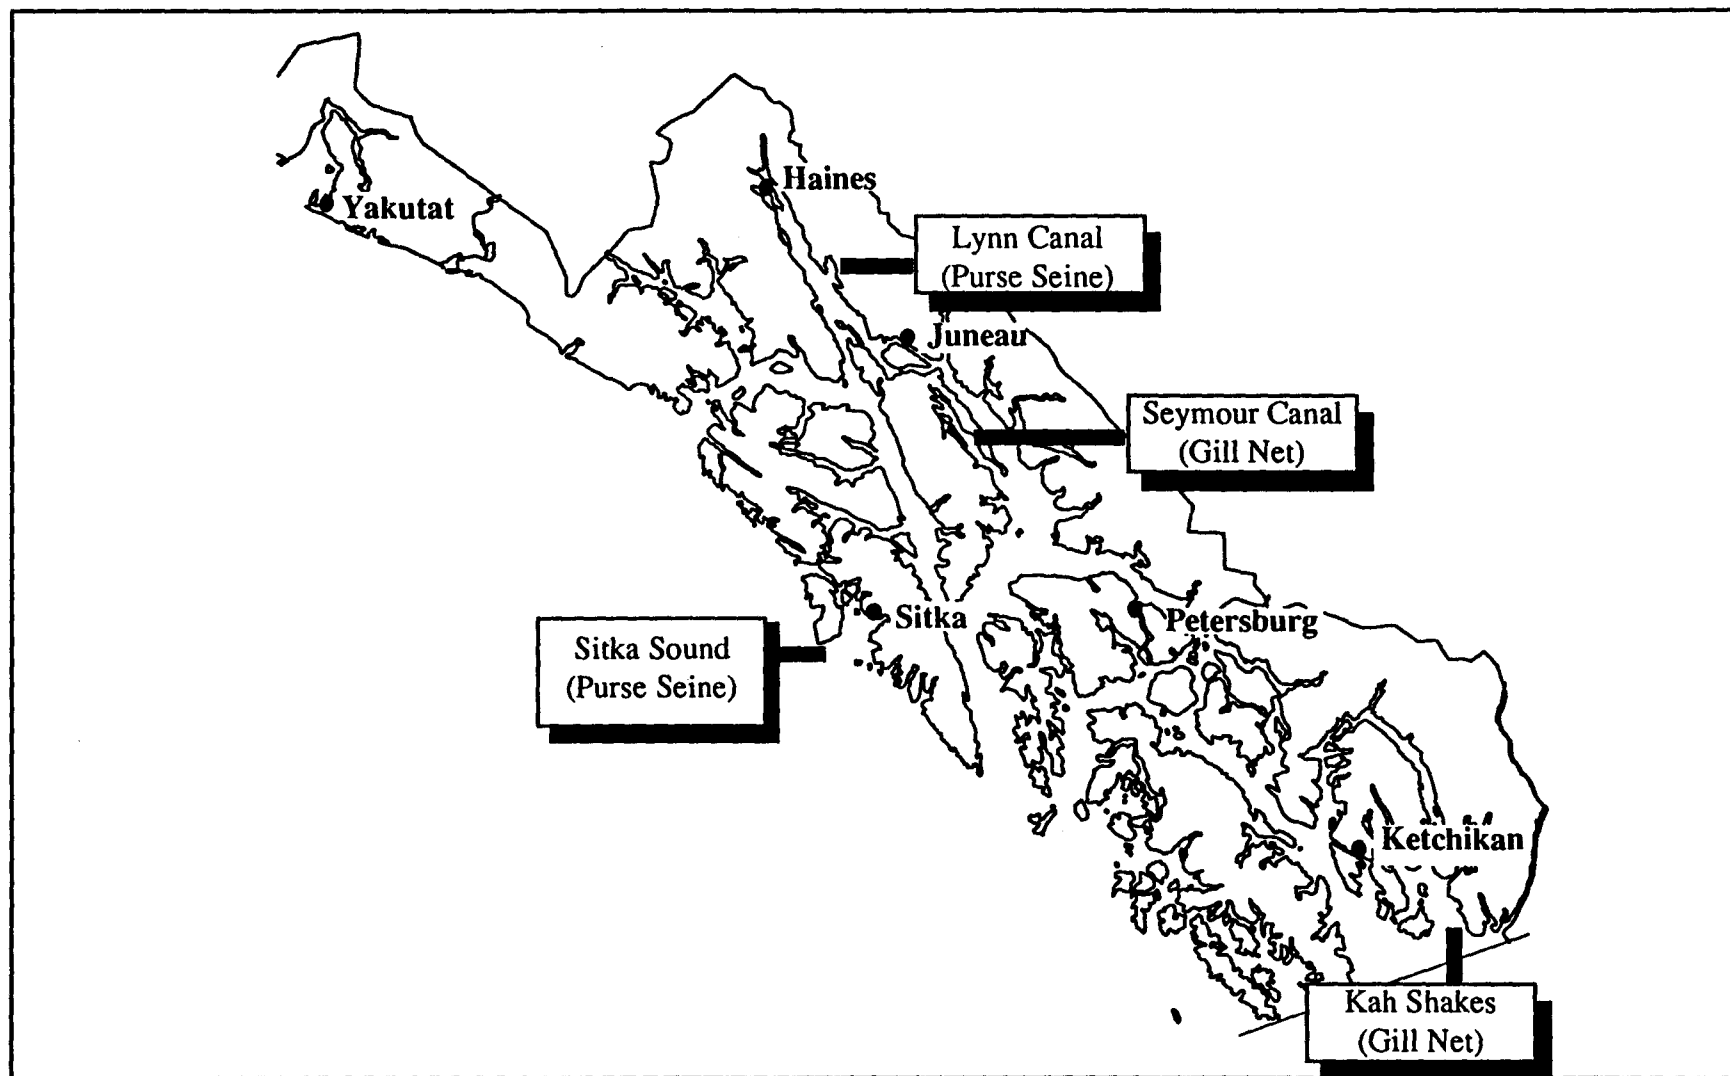 Haines
Yakutat
Lynn Canal
(Purse Seine)
Juneau
Seymour Canal
(Gill Net)
Sitka
Petersburg
Sitka Sound
(Purse Seine)
Ketchikan
Kah Shakes
(Gill Net)